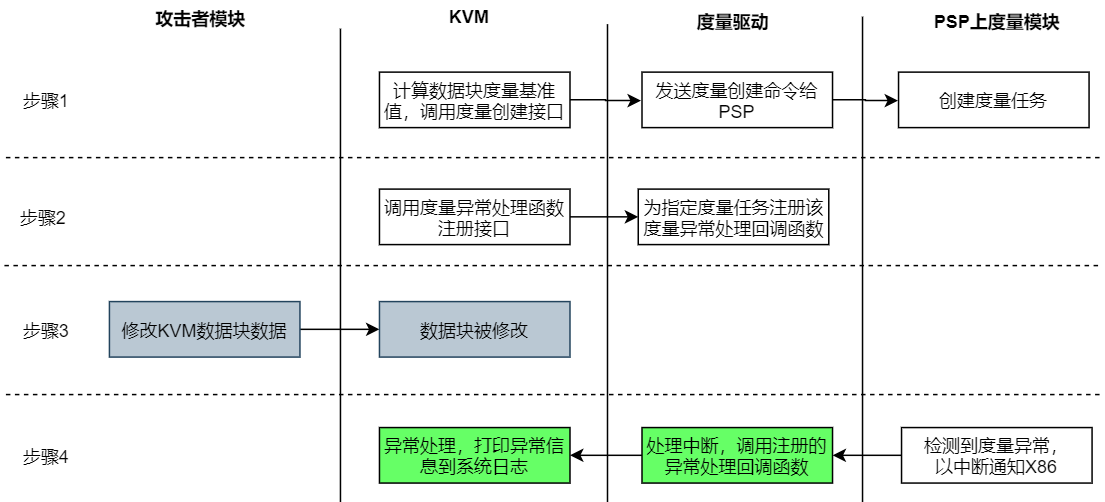 攻击者模块
KVM
度量驱动
PSP上度量模块
步骤1
计算数据块度量基准
值，调用度量创建接口
发送度量创建命令给
PSP
创建度量任务
步骤2
调用度量异常处理函数
注册接口
为指定度量任务注册该
度量异常处理回调函数
步骤3
修改KVM数据块数据
数据块被修改
步骤4
异常处理，打印异常信
息到系统日志
处理中断，调用注册的
异常处理回调函数
检测到度量异常，
以中断通知X86